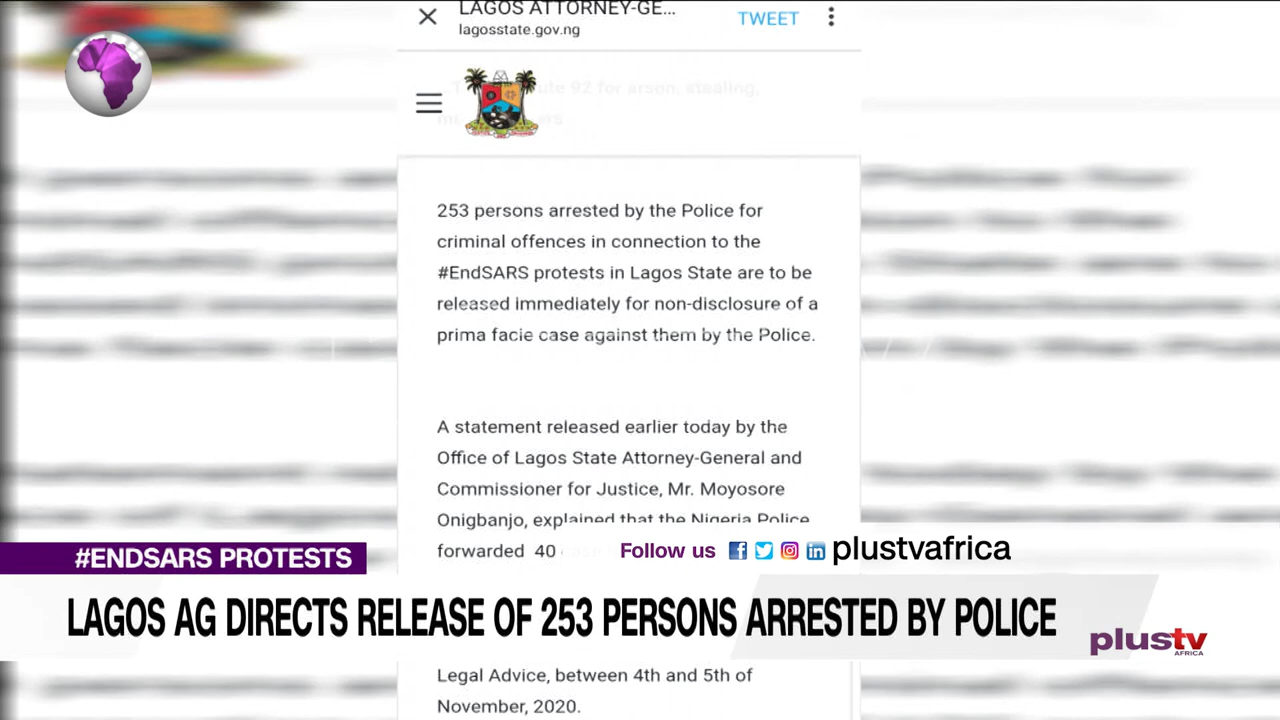 LAGOS ATTORNEY-GE...
TWEET
lagosstate.gov.ng
92 for arson, stealing,
253 persons arrested by the Police for
criminal offences in connection to the
#EndSARS protests in Lagos State are to be
released immediately for non-disclosure of a
prima facie case against them by the Police.
A statement released earlier today by the
Office of Lagos State Attorney-General and
Commissioner for Justice, Mr. Moyosore
Onigbanjo, explained that the Nigeria Police
forwarded 40
Follow us plustvafrica
#ENDSARS PROTESTS
LAGOS AG DIRECTS RELEASE OF 253 PERSONS ARRESTED BY POLICE
plustv
AFRICA
Legal Advice, between 4th and 5th of
November, 2020.